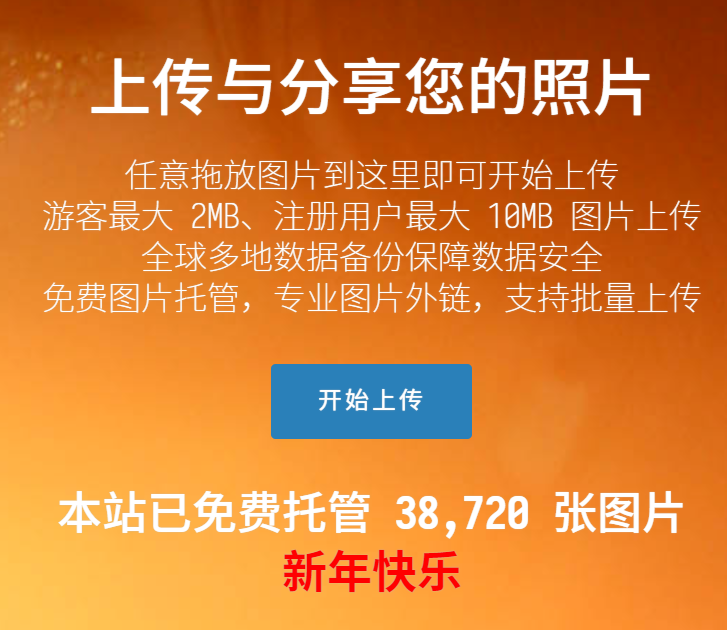 上传与分享您的照片
任意拖放图片到这里即可开始上传
游客最大 2MB、注册用户最大 10MB 图片上传
全球多地数据备份保障数据安全
免费图片托管，专业图片外链，支持批量上传
开始上传
本站已免费托管 38,720 张图片
新年快乐